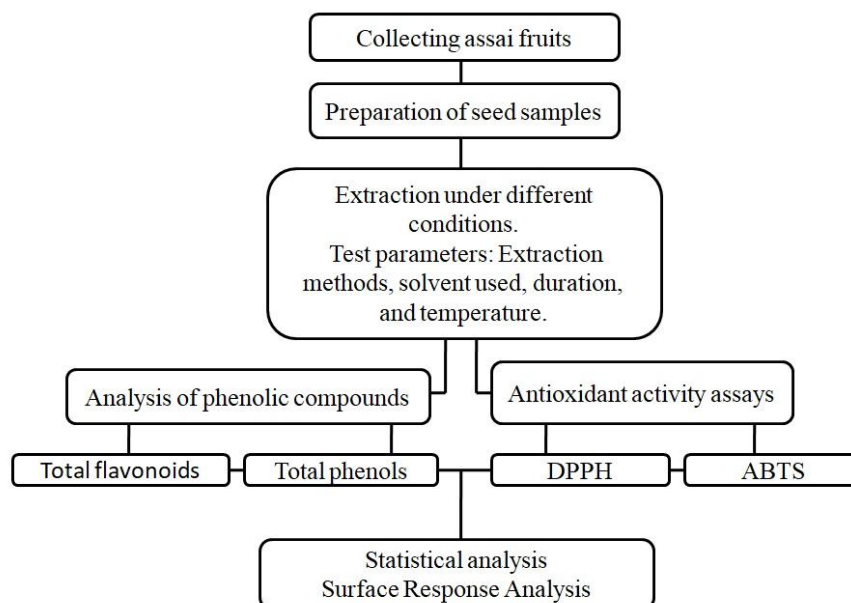 Collecting assai fruits
Preparation of seed samples
Extraction under different
conditions.
Test parameters: Extraction
methods, solvent used, duration,
and temperature.
Analysis of phenolic compounds
Antioxidant activity assays
Total flavonoids
Total phenols
DPPH
ABTS
Statistical analysis
Surface Response Analysis